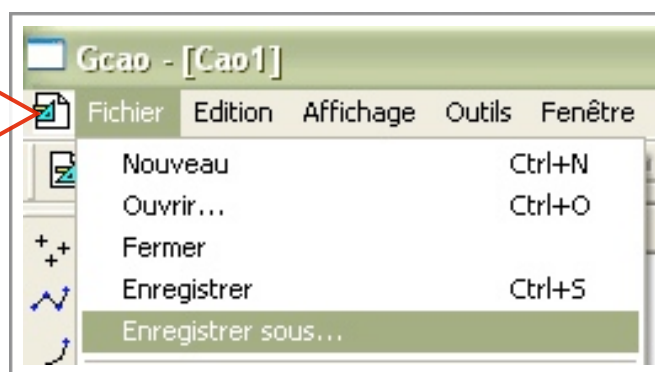 Gcao - [Cao1]
Fichier Edition Affichage Outils Fenêtre
Nouveau Ctrl+N
Ouvrir... Ctrl+O
Fermer
Enregistrer Ctrl+S
Enregistrer sous...